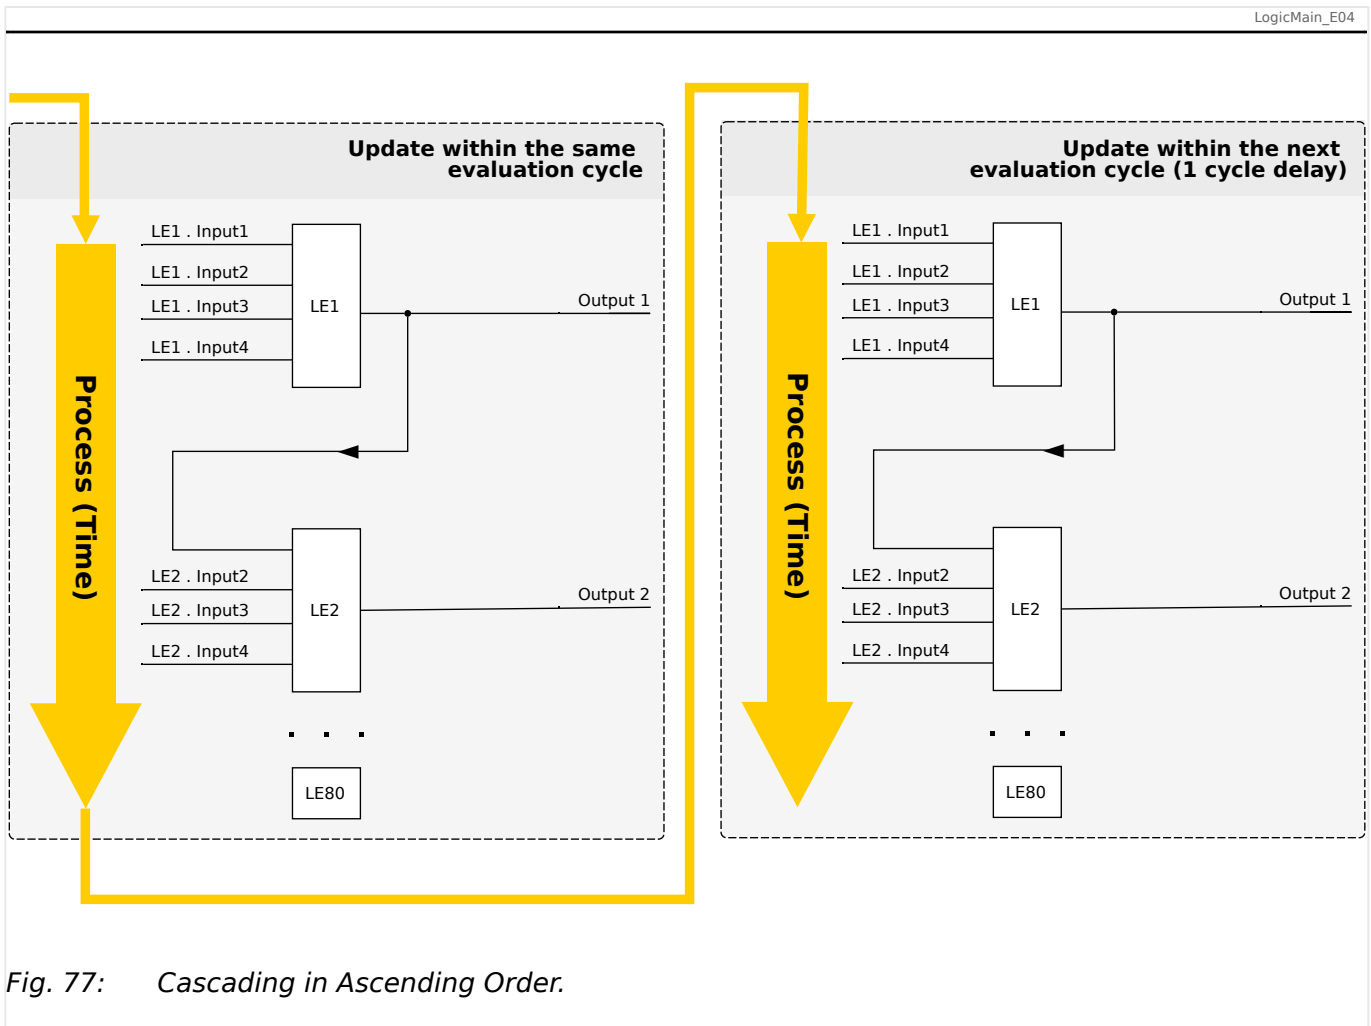 LogicMain_E04
Update within the same
evaluation cycle
LE1 . Input1
LE1 . Input2
LE1 . Input3
LE1 . Input4
LE1
Output 1
Process (Time)
LE2 . Input2
LE2 . Input3
LE2 . Input4
LE2
Output 2
. . .
LE80
Update within the next
evaluation cycle (1 cycle delay)
LE1 . Input1
LE1 . Input2
LE1 . Input3
LE1 . Input4
LE1
Output 1
Process (Time)
LE2 . Input2
LE2 . Input3
LE2 . Input4
LE2
Output 2
. . .
LE80
Fig. 77: Cascading in Ascending Order.